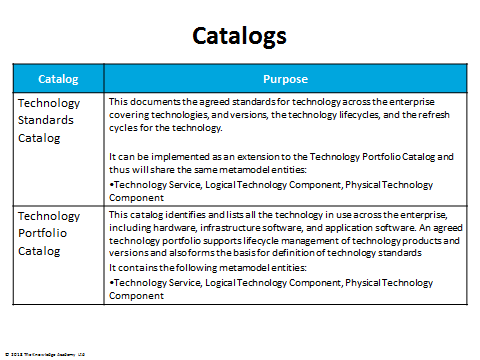 Catalogs
Catalog
Purpose
Technology
Standards
Catalog
This documents the agreed standards for technology across the enterprise
covering technologies, and versions, the technology lifecycles, and the refresh
cycles for the technology.
It can be implemented as an extension to the Technology Portfolio Catalog and
thus will share the same metamodel entities:
•Technology Service, Logical Technology Component, Physical Technology
Component
Technology
Portfolio
Catalog
This catalog identifies and lists all the technology in use across the enterprise,
including hardware, infrastructure software, and application software. An agreed
technology portfolio supports lifecycle management of technology products and
versions and also forms the basis for definition of technology standards
It contains the following metamodel entities:
•Technology Service, Logical Technology Component, Physical Technology
Component
© 2018 The Knowledge Academy Ltd